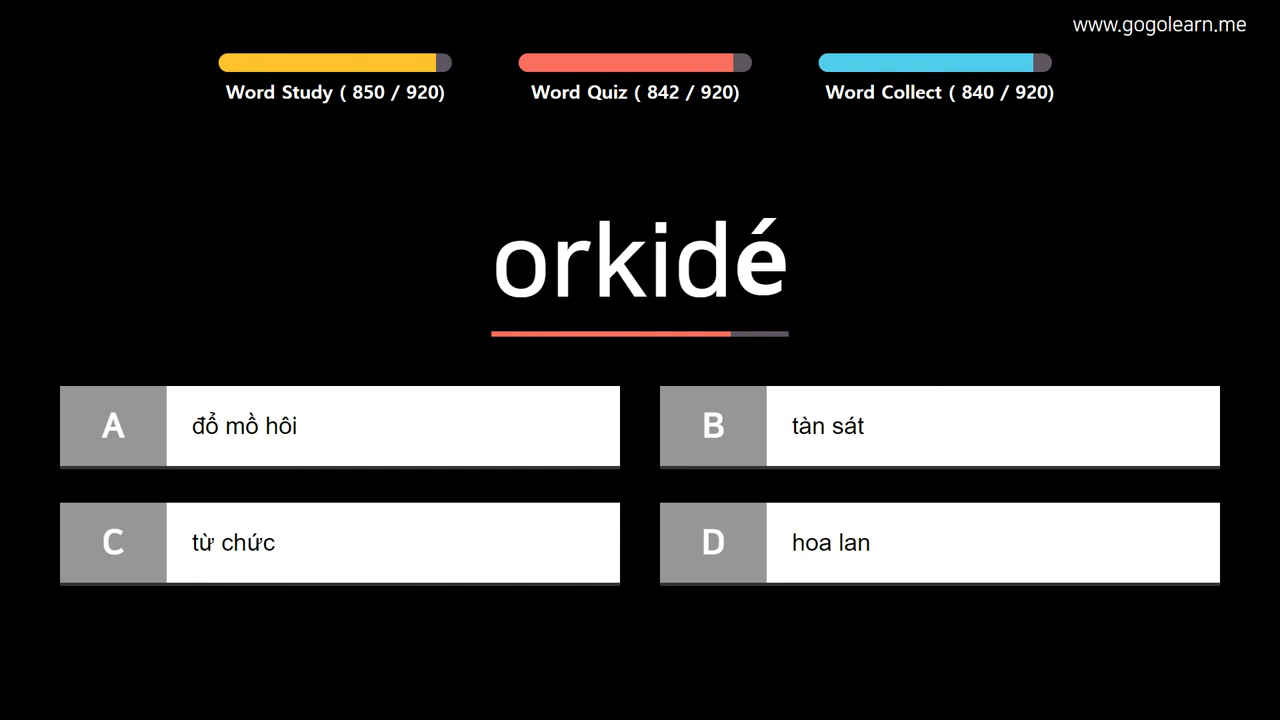 www.gogolearn.me
Word Study ( 850 / 920)
Word Quiz ( 842 / 920)
Word Collect ( 840 / 920)
orkidé
A đổ mồ hôi
B tàn sát
C từ chức
D hoa lan